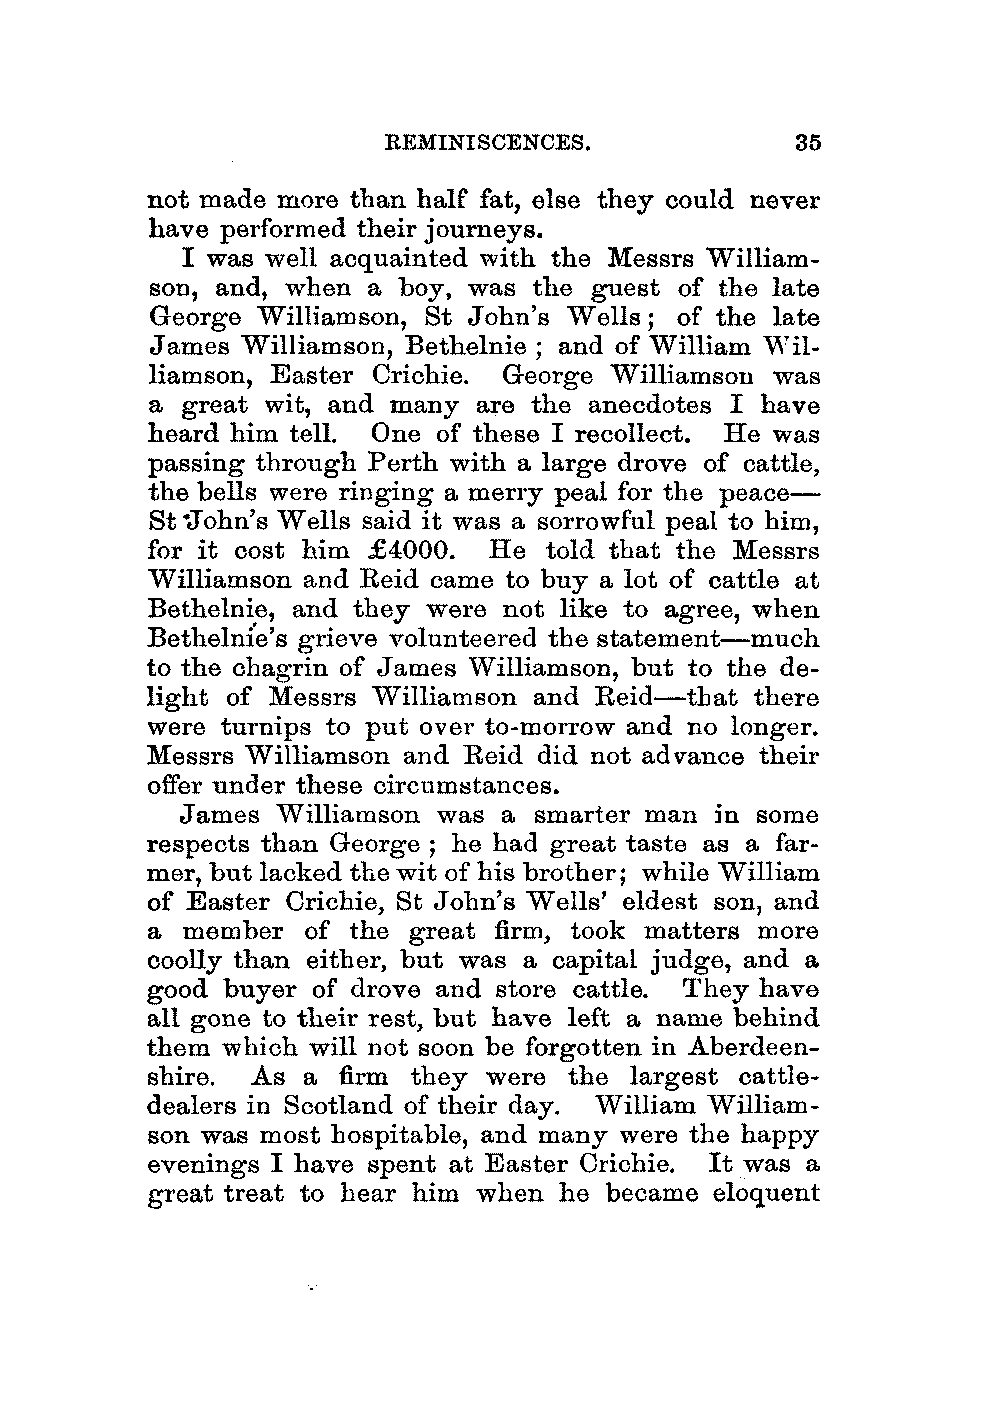 REMINISCENCES. 35
not made more than half fat, else they could never
have performed their journeys.
I was well acquainted with the Messrs William-
son, and, when a boy, was the guest of the late
George Williamson, St John's Wells; of the late
James Williamson, Bethelnie; and of William Wil-
liamson, Easter Crichie. George Williamson was
a great wit, and many are the anecdotes I have
heard him tell. One of these I recollect. He was
passing through Perth with a large drove of cattle,
the bells were ringing a merry peal for the peace—
St John's Wells said it was a sorrowful peal to him,
for it cost him £4000. He told that the Messrs
Williamson and Reid came to buy a lot of cattle at
Bethelnie, and they were not like to agree, when
Bethelnie's grieve volunteered the statement—much
to the chagrin of James Williamson, but to the de-
light of Messrs Williamson and Reid—that there
were turnips to put over to-morrow and no longer.
Messrs Williamson and Reid did not advance their
offer under these circumstances.
James Williamson was a smarter man in some
respects than George; he had great taste as a far-
mer, but lacked the wit of his brother; while William
of Easter Crichie, St John's Wells' eldest son, and
a member of the great firm, took matters more
coolly than either, but was a capital judge, and a
good buyer of drove and store cattle. They have
all gone to their rest, but have left a name behind
them which will not soon be forgotten in Aberdeen-
shire. As a firm they were the largest cattle-
dealers in Scotland of their day. William William-
son was most hospitable, and many were the happy
evenings I have spent at Easter Crichie. It was a
great treat to hear him when he became eloquent